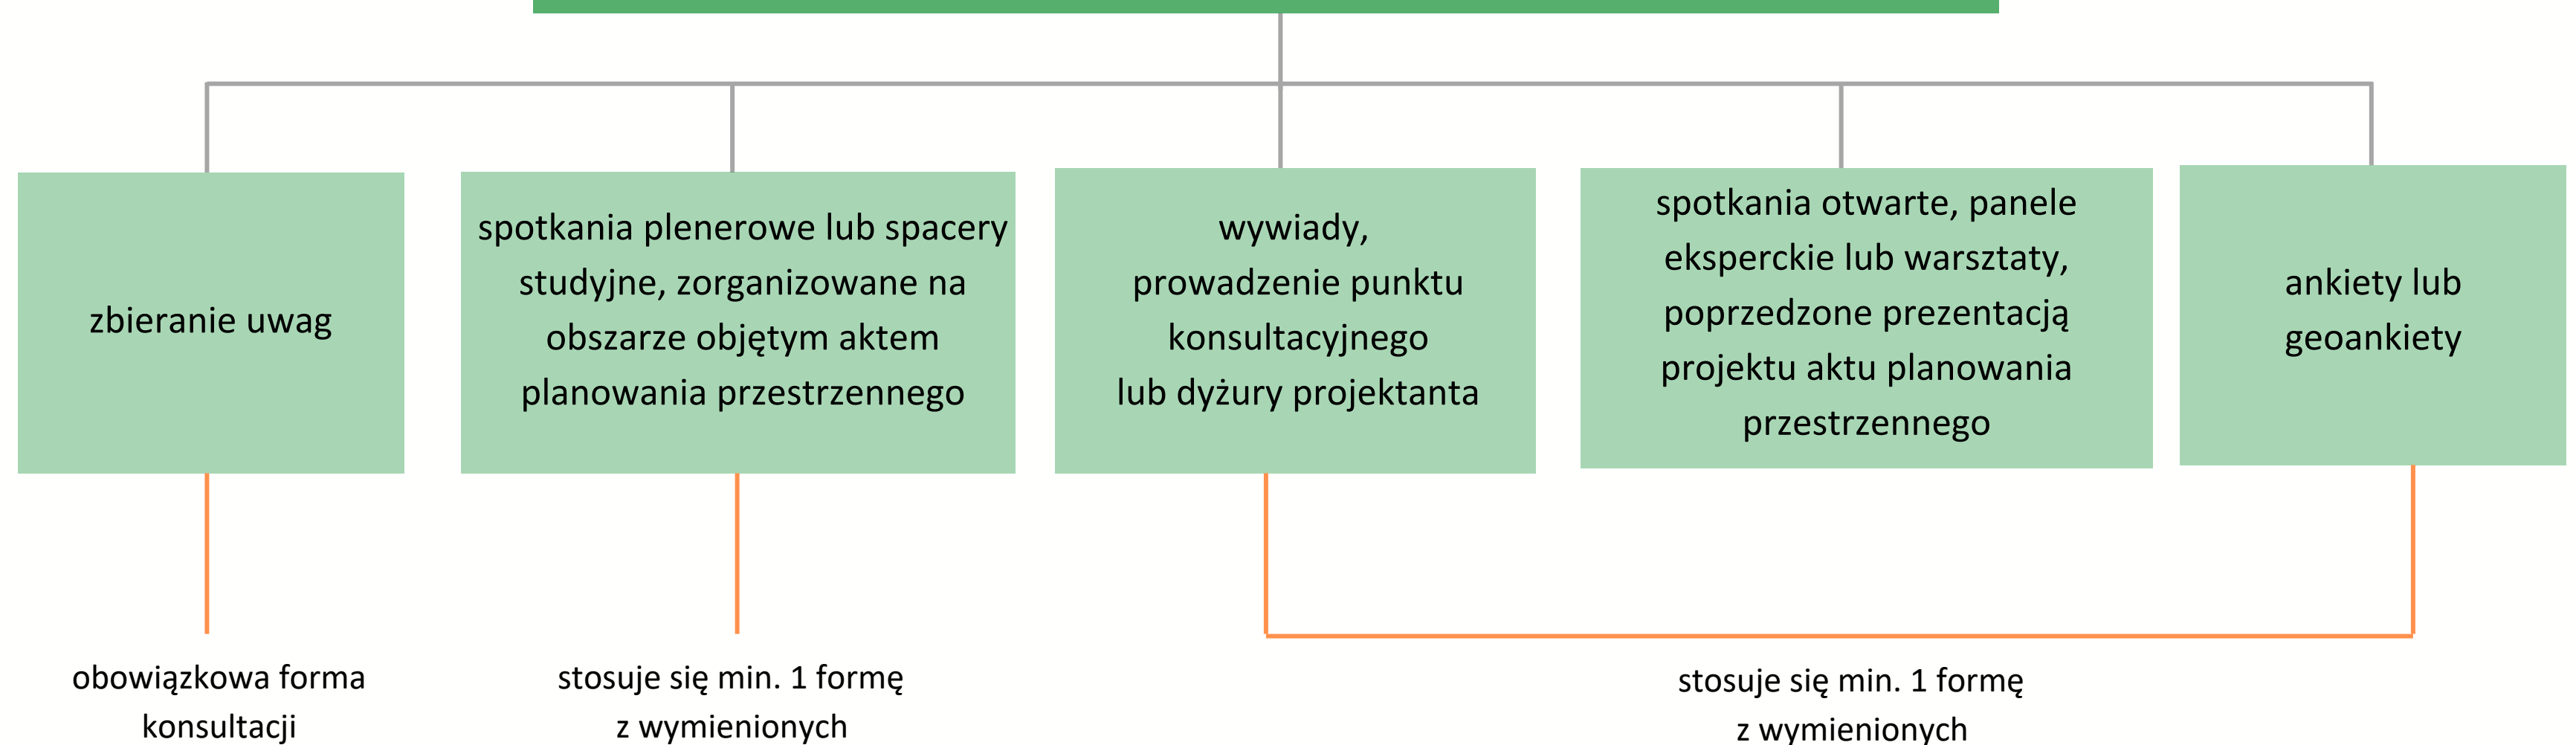 zbieranie uwag
spotkania plenerowe lub spacery
studyjne, zorganizowane na
obszarze objętym aktem
planowania przestrzennego
wywiady,
prowadzenie punktu
konsultacyjnego
lub dyżury projektanta
spotkania otwarte, panele
eksperckie lub warsztaty,
poprzedzone prezentacją
projektu aktu planowania
przestrzennego
ankiety lub
geoankiety
obowiązkowa forma
konsultacji
stosuje się min. 1 formę
z wymienionych
stosuje się min. 1 formę
z wymienionych